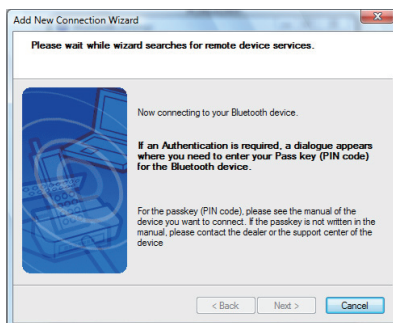 Add New Connection Wizard
Please wait while wizard searches for remote device services.
Now connecting to your Bluetooth device.
If an Authentication is required, a dialogue appears
where you need to enter your Pass key (PIN code)
for the Bluetooth device.
For the passkey (PIN code), please see the manual of the
device you want to connect. If the passkey is not written in the
manual, please contact the dealer or the support center of the
device
< Back Next > Cancel